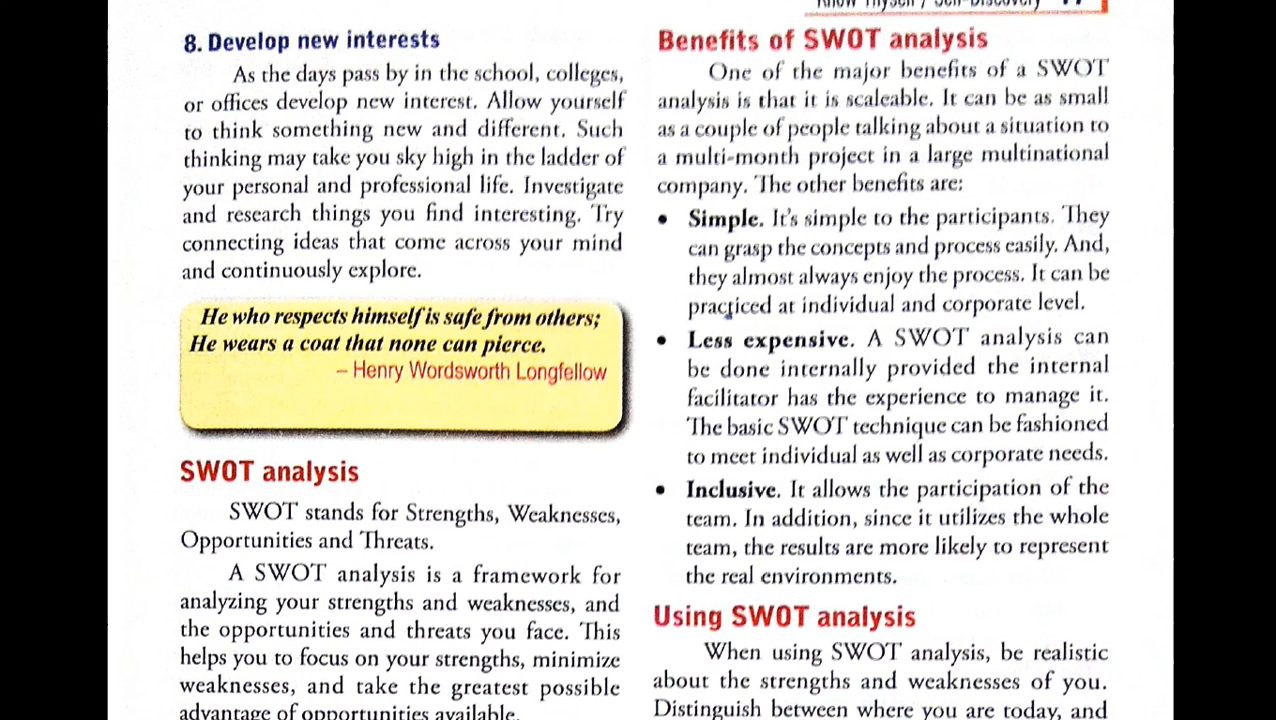 Know Thyself / Self-Discovery
8. Develop new interests
As the days pass by in the school, colleges,
or offices develop new interest. Allow yourself
to think something new and different. Such
thinking may take you sky high in the ladder of
your personal and professional life. Investigate
and research things you find interesting. Try
connecting ideas that come across your mind
and continuously explore.
He who respects himself is safe from others;
He wears a coat that none can pierce.
– Henry Wordsworth Longfellow
SWOT analysis
SWOT stands for Strengths, Weaknesses,
Opportunities and Threats.
A SWOT analysis is a framework for
analyzing your strengths and weaknesses, and
the opportunities and threats you face. This
helps you to focus on your strengths, minimize
weaknesses, and take the greatest possible
advantage of opportunities available.
Benefits of SWOT analysis
One of the major benefits of a SWOT
analysis is that it is scaleable. It can be as small
as a couple of people talking about a situation to
a multi-month project in a large multinational
company. The other benefits are:
• Simple. It's simple to the participants. They
can grasp the concepts and process easily. And,
they almost always enjoy the process. It can be
practiced at individual and corporate level.
• Less expensive. A SWOT analysis can
be done internally provided the internal
facilitator has the experience to manage it.
The basic SWOT technique can be fashioned
to meet individual as well as corporate needs.
• Inclusive. It allows the participation of the
team. In addition, since it utilizes the whole
team, the results are more likely to represent
the real environments.
Using SWOT analysis
When using SWOT analysis, be realistic
about the strengths and weaknesses of you.
Distinguish between where you are today, and